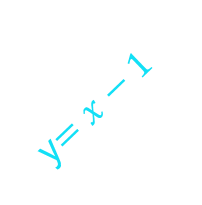 y= x − 1